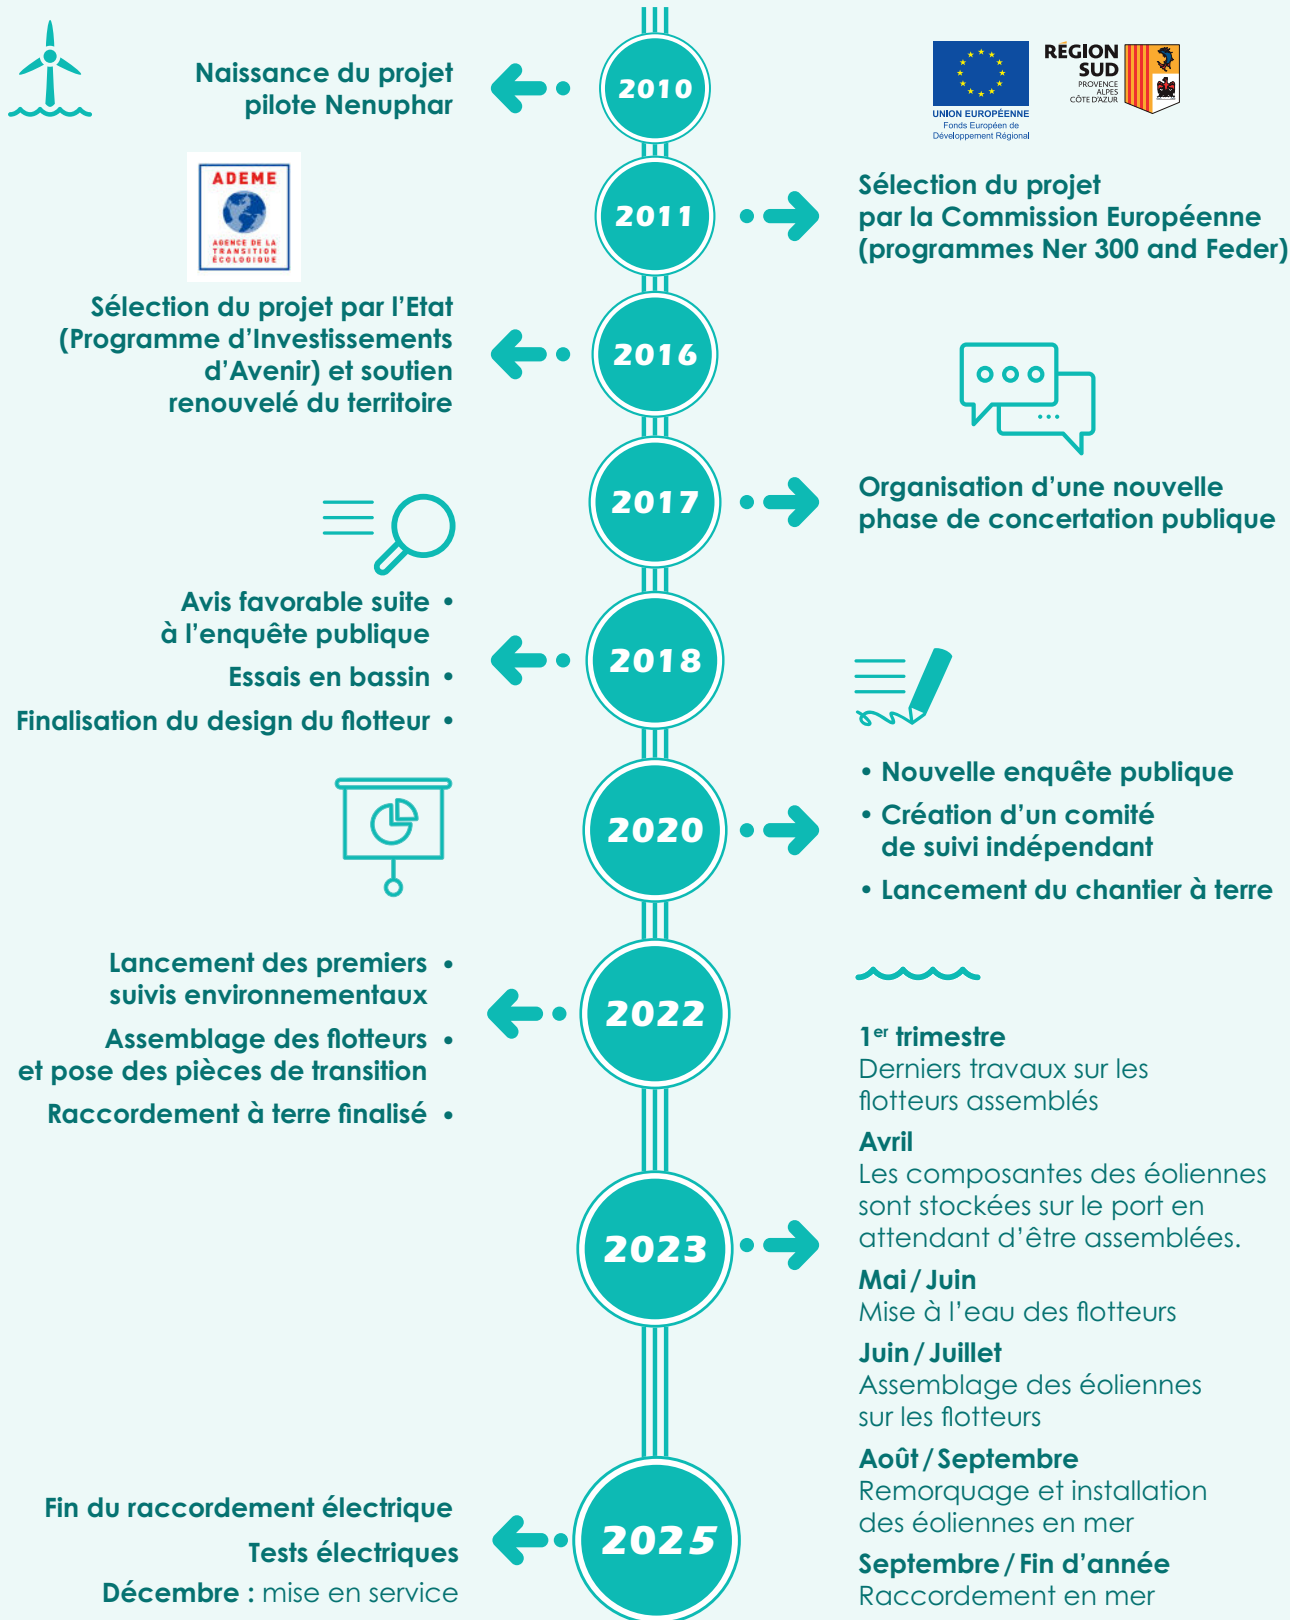 Naissance du projet
pilote Nenuphar
2010
UNION EUROPÉENNE
Fonds Européen de
Développement Régional
RÉGION
SUD
PROVENCE
ALPES
CÔTE D'AZUR
2011
Sélection du projet
par la Commission Européenne
(programmes Ner 300 and Feder)
ADEME
AGENCE DE LA
TRANSITION
ÉCOLOGIQUE
Sélection du projet par l'Etat
(Programme d'Investissements
d'Avenir) et soutien
renouvelé du territoire
2016
2017
Organisation d'une nouvelle
phase de concertation publique
Avis favorable suite •
à l'enquête publique
Essais en bassin •
Finalisation du design du flotteur •
2018
2020
• Nouvelle enquête publique
• Création d'un comité
de suivi indépendant
• Lancement du chantier à terre
Lancement des premiers •
suivis environnementaux
Assemblage des flotteurs •
et pose des pièces de transition
Raccordement à terre finalisé •
2022
2023
1er trimestre
Derniers travaux sur les
flotteurs assemblés
Avril
Les composantes des éoliennes
sont stockées sur le port en
attendant d'être assemblées.
Mai / Juin
Mise à l'eau des flotteurs
Juin / Juillet
Assemblage des éoliennes
sur les flotteurs
Août / Septembre
Remorquage et installation
des éoliennes en mer
Septembre / Fin d'année
Raccordement en mer
Fin du raccordement électrique
Tests électriques
Décembre : mise en service
2025